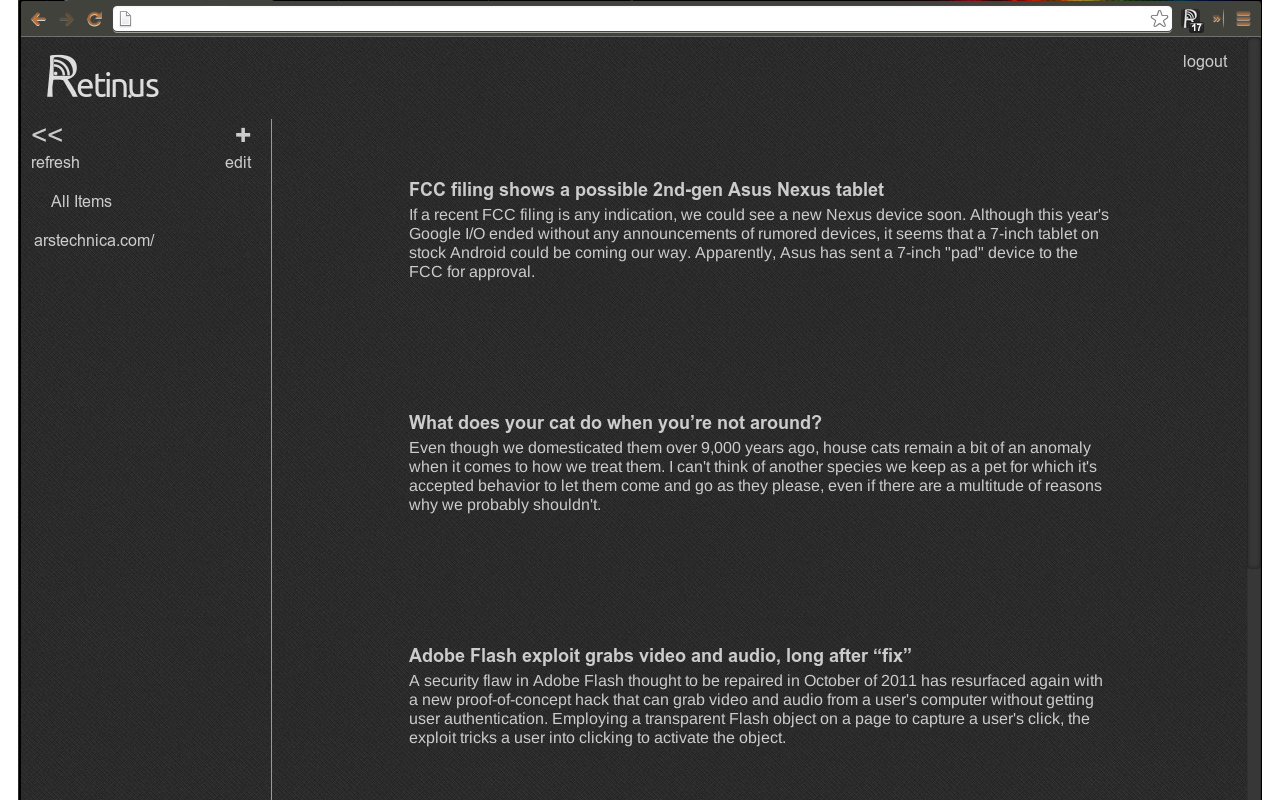 17
»
Retinus
logout
<<
+
refresh
edit
All Items
arstechnica.com/
FCC filing shows a possible 2nd-gen Asus Nexus tablet
If a recent FCC filing is any indication, we could see a new Nexus device soon. Although this year's
Google I/O ended without any announcements of rumored devices, it seems that a 7-inch tablet on
stock Android could be coming our way. Apparently, Asus has sent a 7-inch "pad" device to the
FCC for approval.
What does your cat do when you’re not around?
Even though we domesticated them over 9,000 years ago, house cats remain a bit of an anomaly
when it comes to how we treat them. I can't think of another species we keep as a pet for which it's
accepted behavior to let them come and go as they please, even if there are a multitude of reasons
why we probably shouldn't.
Adobe Flash exploit grabs video and audio, long after “fix”
A security flaw in Adobe Flash thought to be repaired in October of 2011 has resurfaced again with
a new proof-of-concept hack that can grab video and audio from a user's computer without getting
user authentication. Employing a transparent Flash object on a page to capture a user's click, the
exploit tricks a user into clicking to activate the object.